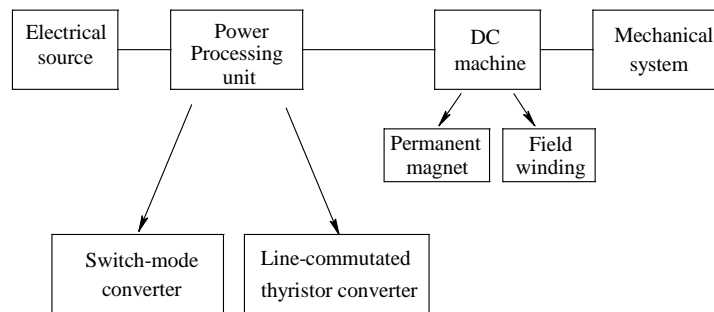 Electrical
source
Power
Processing
unit
DC
machine
Mechanical
system
Permanent
magnet
Field
winding
Switch-mode
converter
Line-commutated
thyristor converter